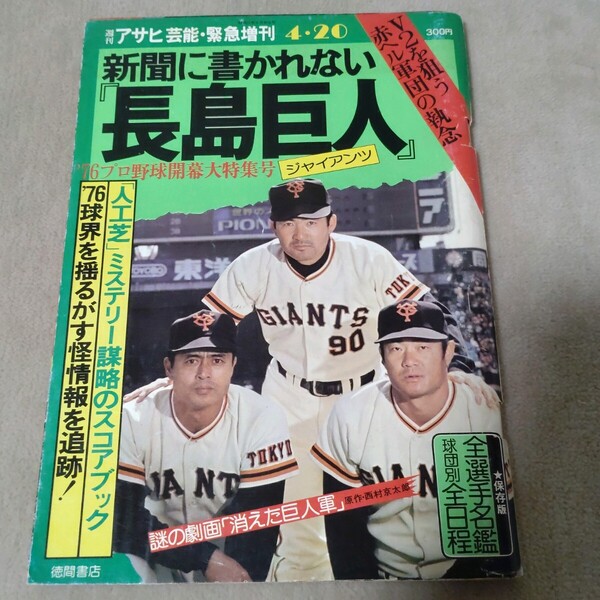 週刊アサヒ芸能・緊急増刊 4・20
300円
V2を狙う
赤ヘル軍団の執念
新聞に書かれない
『長島巨人』
ジャイアンツ
'76プロ野球開幕大特集号
「人工芝」ミステリー謀略のスコアブック
'76球界を揺るがす怪情報を追跡!
PION
東洋
ア
TOKYO
GIANTS
90
TOKYO
GIANT
ANTS
★保存版
全選手名鑑
球団別全日程
謎の劇画「消えた巨人軍」原作・西村京太郎
徳間書店